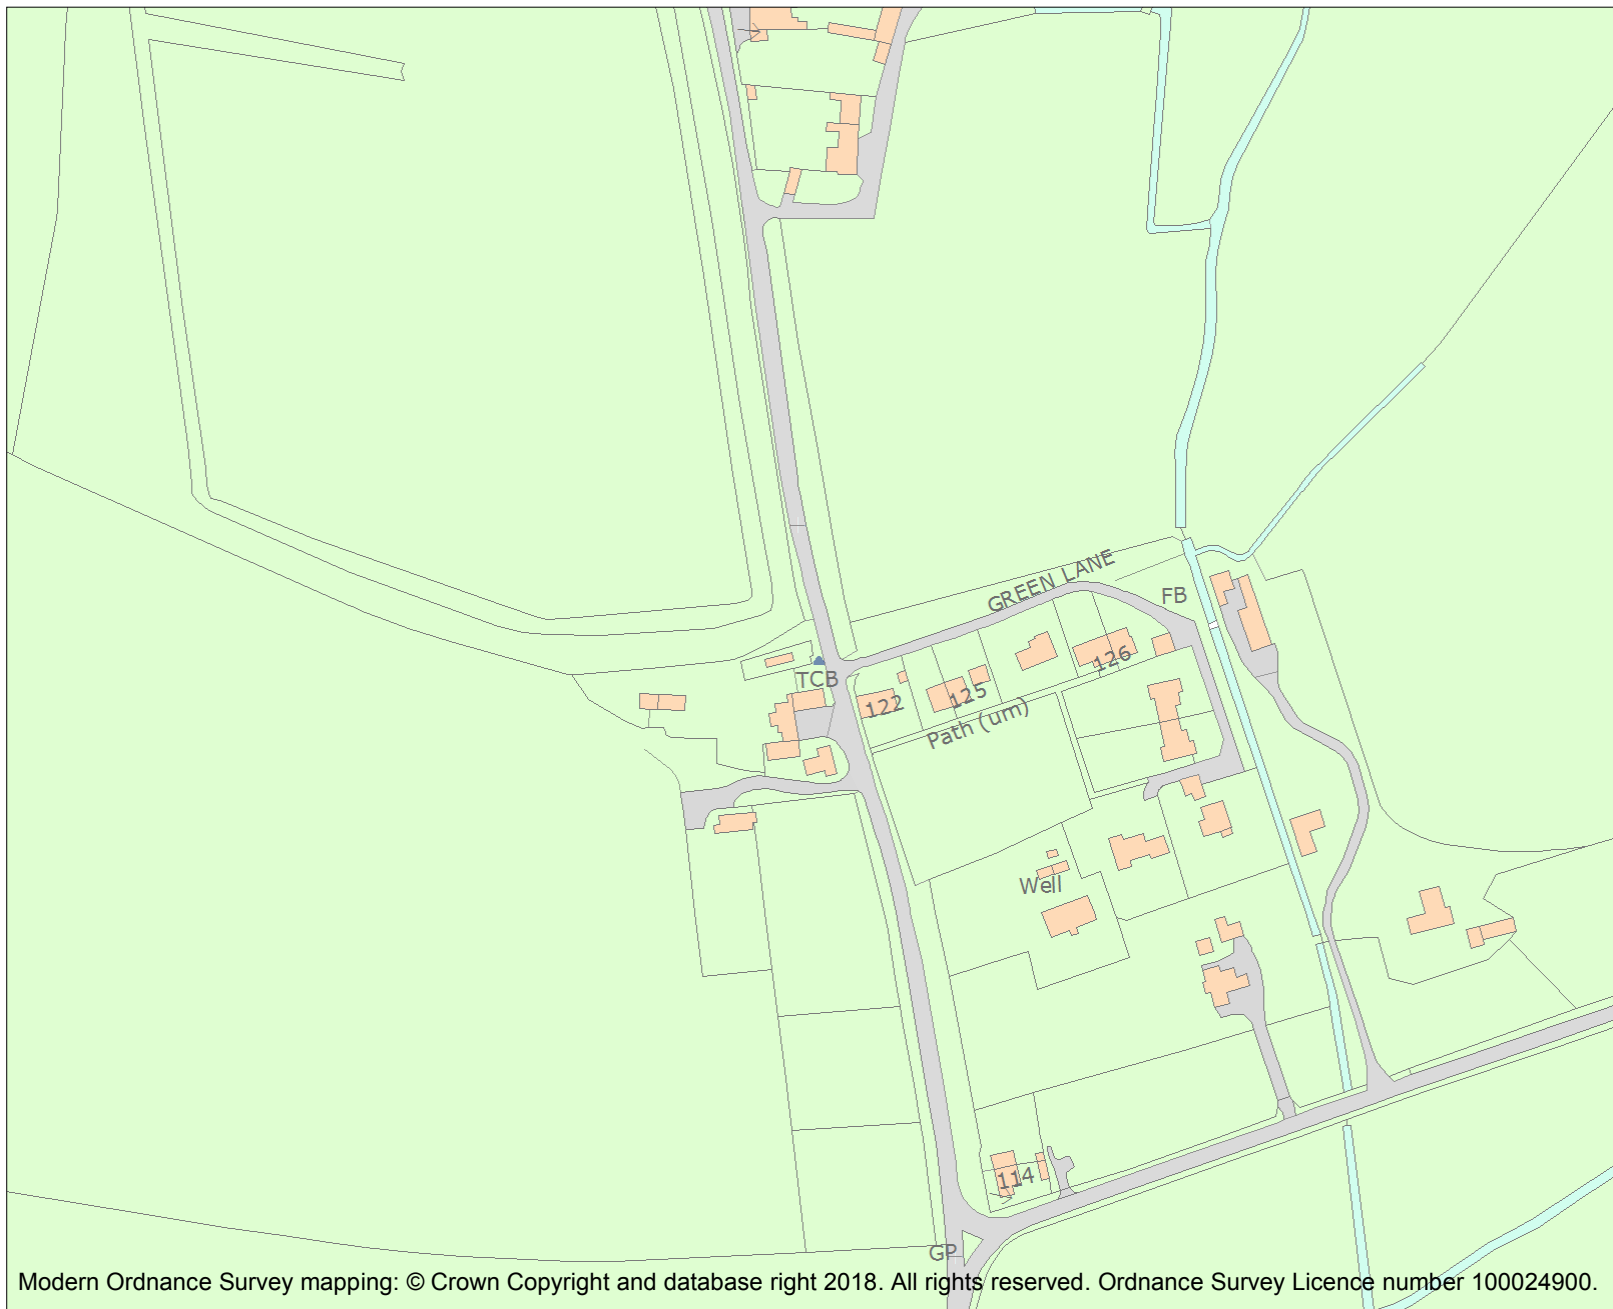 GREEN LANE
FB
126
TCB
125
122
Path (um)
Well
114
GP
Modern Ordnance Survey mapping: © Crown Copyright and database right 2018. All rights reserved. Ordnance Survey Licence number 100024900.